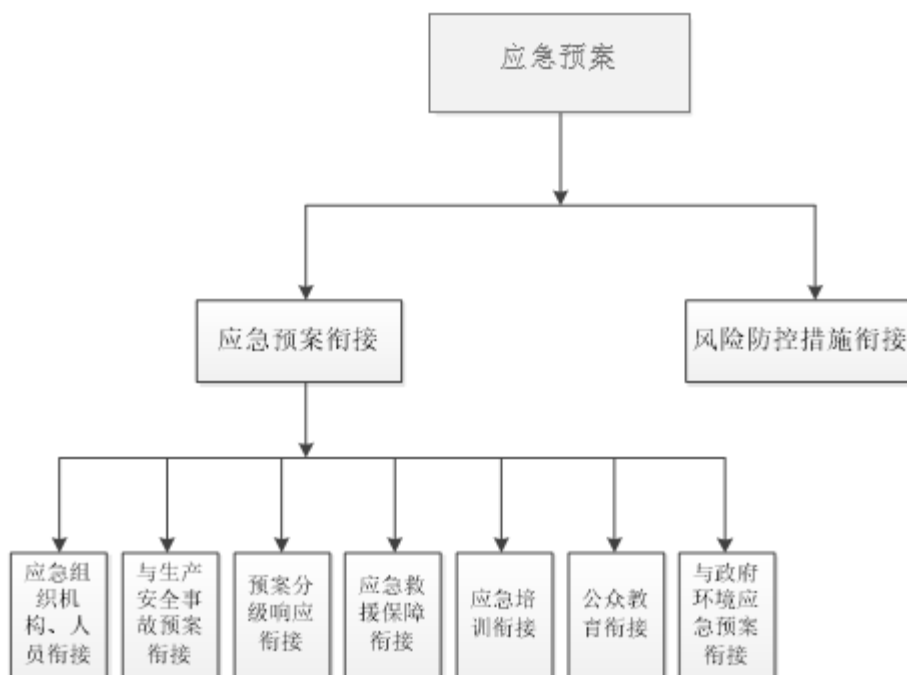 应急预案
应急预案衔接
风险防控措施衔接
应急组
织机
构、人
员衔接
与生产
安全事
故预案
衔接
预案分
级响应
衔接
应急救
援保障
衔接
应急培
训衔接
公众教
育衔接
与政府
环境应
急预案
衔接